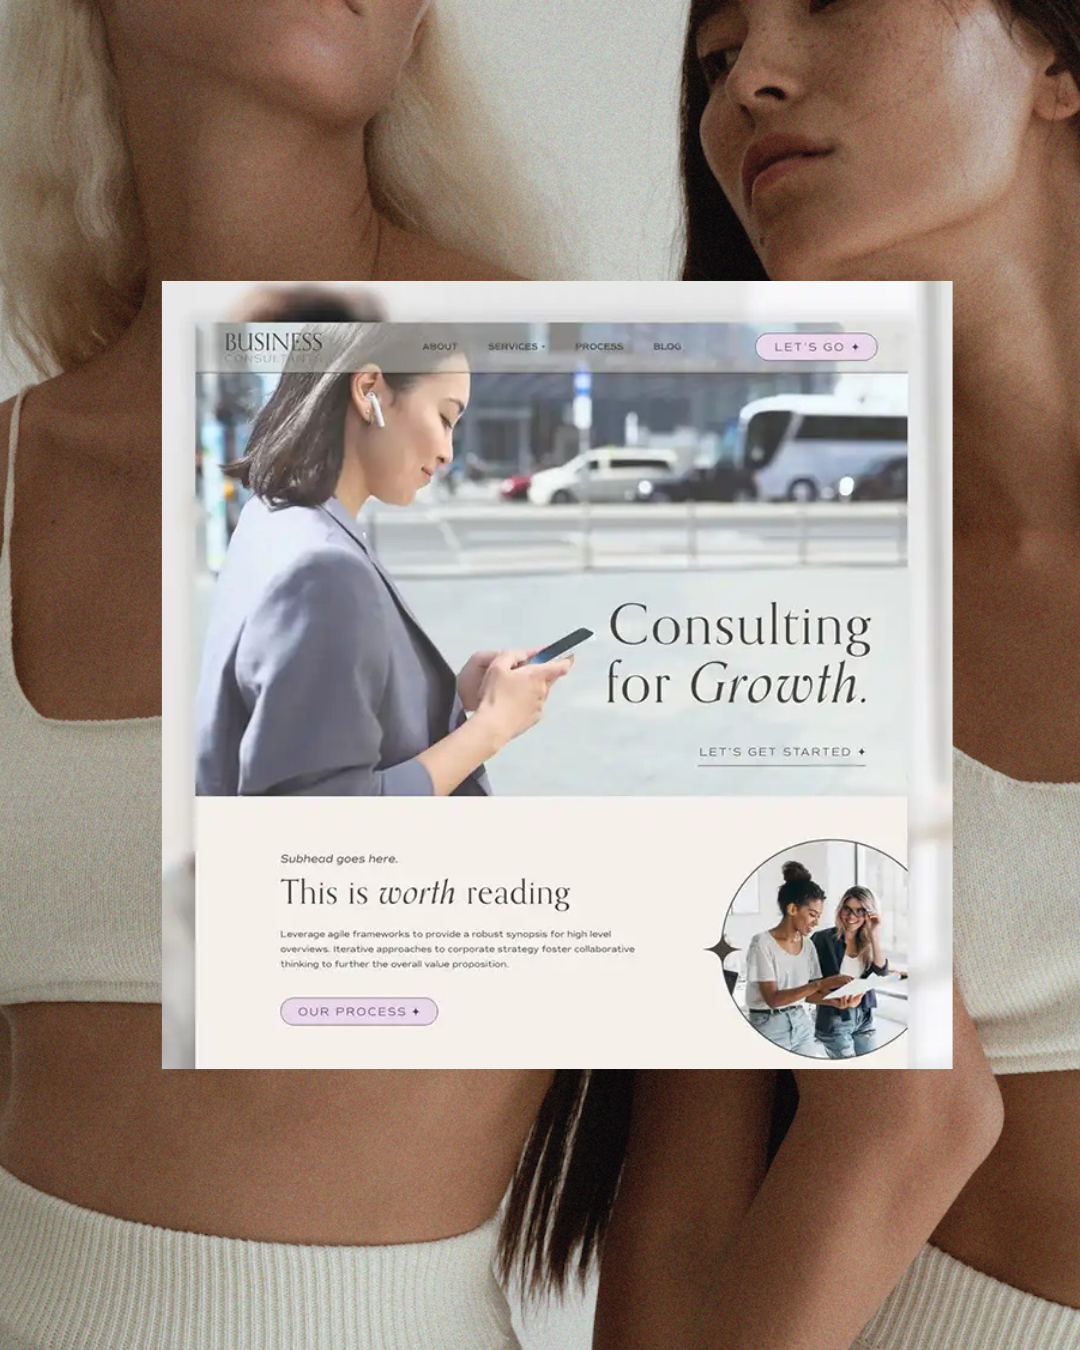 BUSINESS
CONSULTANTS
ABOUT
SERVICES
PROCESS
BLOG
LET'S GO ✦
Consulting
for Growth.
LET'S GET STARTED ✦
Subhead goes here.
This is worth reading
Leverage agile frameworks to provide a robust synopsis for high level
overviews. Iterative approaches to corporate strategy foster collaborative
thinking to further the overall value proposition.
OUR PROCESS ✦